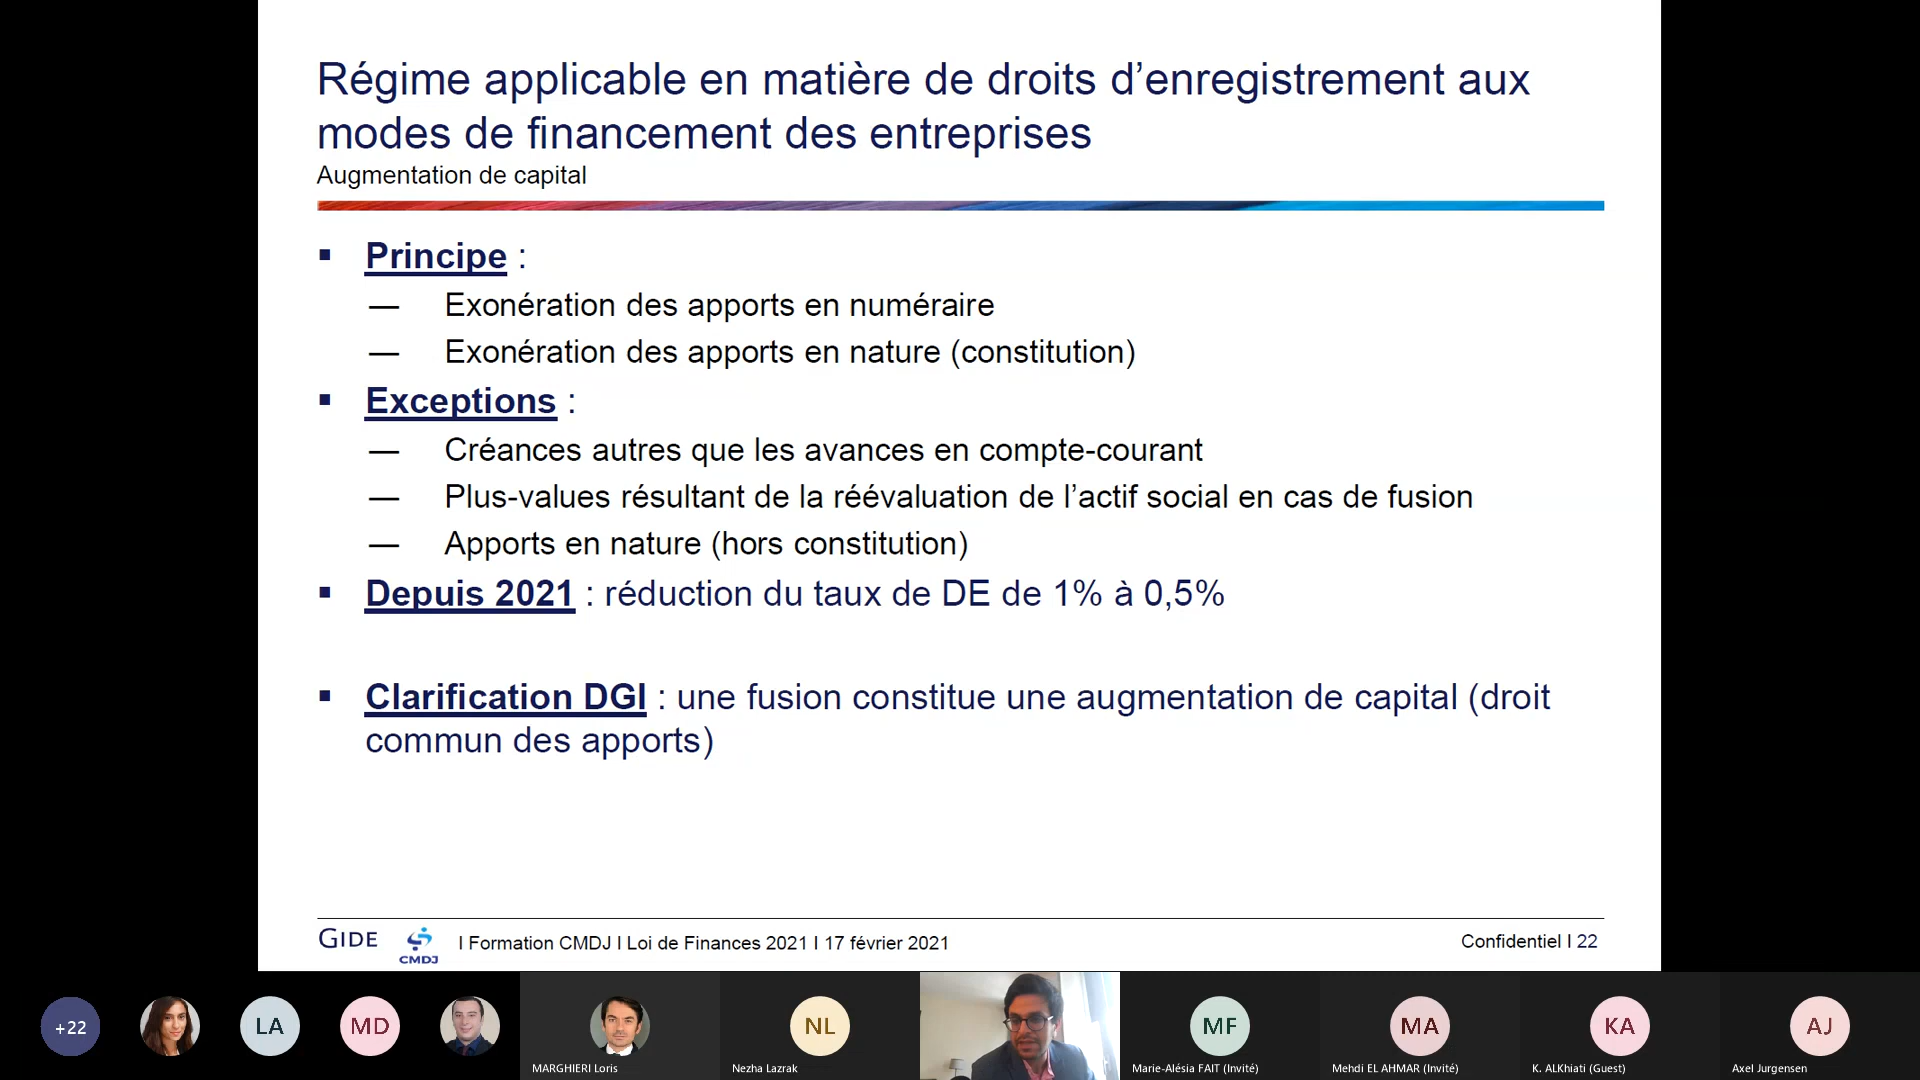 Régime applicable en matière de droits d’enregistrement aux
modes de financement des entreprises
Augmentation de capital
▪ Principe :
— Exonération des apports en numéraire
— Exonération des apports en nature (constitution)
▪ Exceptions :
— Créances autres que les avances en compte-courant
— Plus-values résultant de la réévaluation de l’actif social en cas de fusion
— Apports en nature (hors constitution)
▪ Depuis 2021 : réduction du taux de DE de 1% à 0,5%
▪ Clarification DGI : une fusion constitue une augmentation de capital (droit
commun des apports)
GIDE CMDJ I Formation CMDJ I Loi de Finances 2021 I 17 février 2021
Confidentiel I 22
+22
LA
MD
MARGHIERI Loris
NL
Nezha Lazrak
MF
Marie-Alésia FAIT (Invité)
MA
Mehdi EL AHMAR (Invité)
KA
K. ALKhiati (Guest)
AJ
Axel Jurgensen